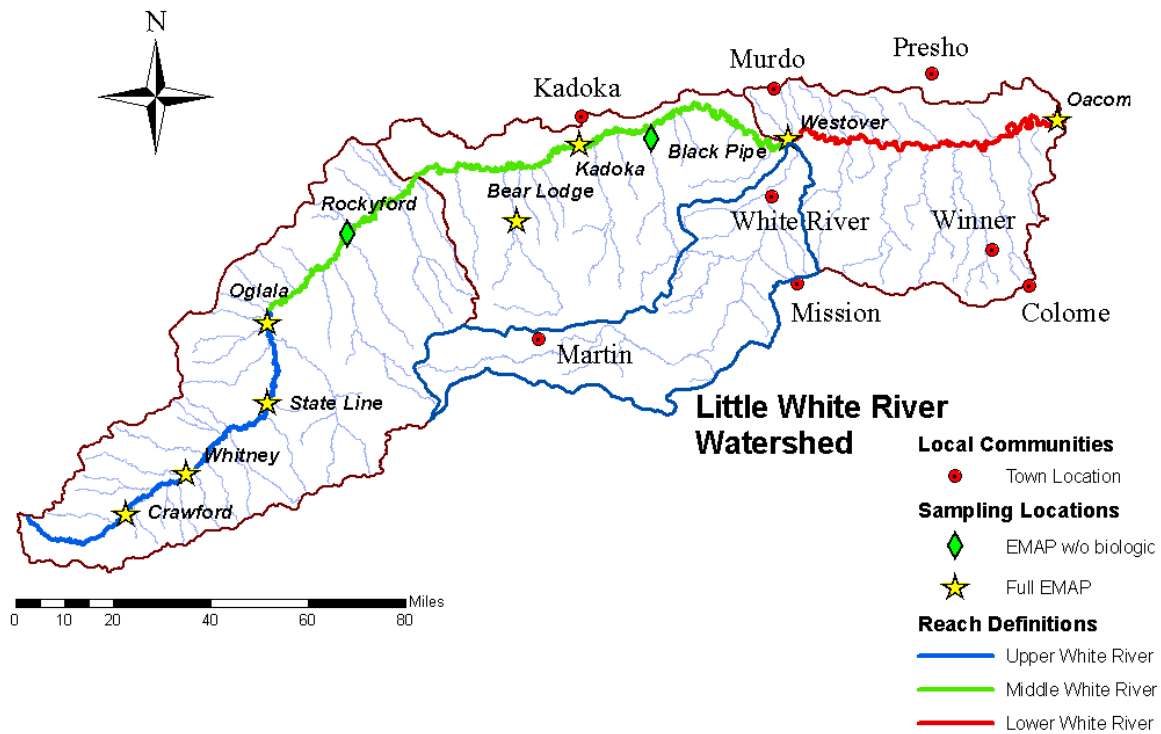 N
Presho
Murdo
Kadoka
Oacom
Westover
Black Pipe
Kadoka
Bear Lodge
White River
Rockyford
Winner
Oglala
Mission
Colome
Martin
State Line
Little White River
Watershed
Whitney
Crawford
Local Communities
Town Location
Sampling Locations
EMAP w/o biologic
Full EMAP
Miles
0 10 20 40 60 80
Reach Definitions
Upper White River
Middle White River
Lower White River